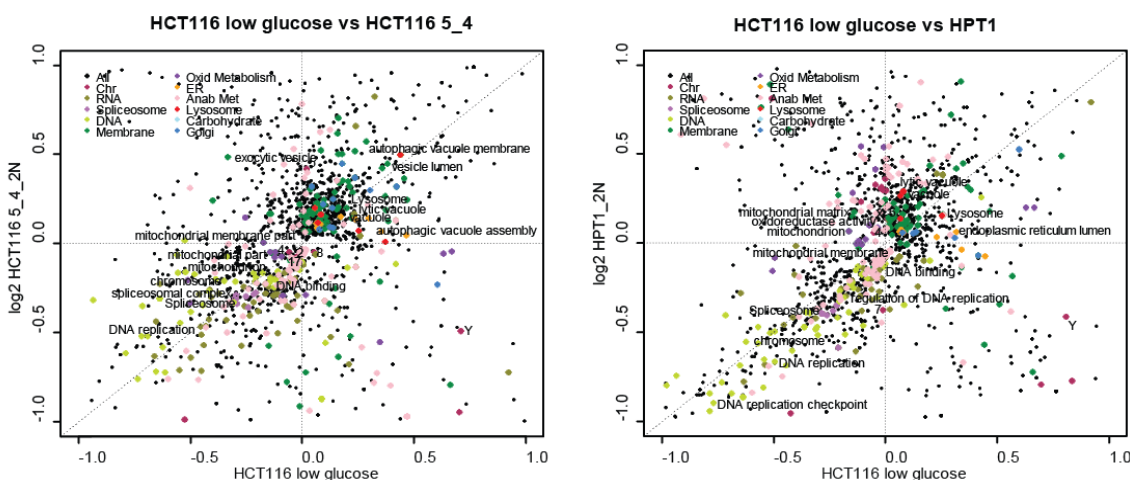 HCT116 low glucose vs HCT116 5_4
log2 HCT116 5_4_2N
1.0
0.5
0.0
-0.5
-1.0
All
Chr
RNA
Spliceosome
DNA
Membrane
Oxid Metabolism
ER
Anab Met
Lysosome
Carbohydrate
Golgi
exocytic vesicle
autophagic vacuole membrane
vesicle lumen
Lysosome
lytic vacuole
vacuole
autophagic vacuole assembly
mitochondrial membrane part
mitochondrial part
mitochondrion
chromosome
DNA binding
spliceosomal complex
Spliceosome
DNA replication
Y
-1.0
-0.5
0.0
0.5
1.0
HCT116 low glucose
HCT116 low glucose vs HPT1
log2 HPT1_2N
1.0
0.5
0.0
-0.5
-1.0
All
Chr
RNA
Spliceosome
DNA
Membrane
Oxid Metabolism
ER
Anab Met
Lysosome
Carbohydrate
Golgi
lytic vacuole
vacuole
mitochondrial matrix
Lysosome
oxidoreductase activity
mitochondrion
endoplasmic reticulum lumen
mitochondrial membrane
DNA binding
regulation of DNA replication
Spliceosome
7
Y
chromosome
DNA replication
DNA replication checkpoint
-1.0
-0.5
0.0
0.5
1.0
HCT116 low glucose